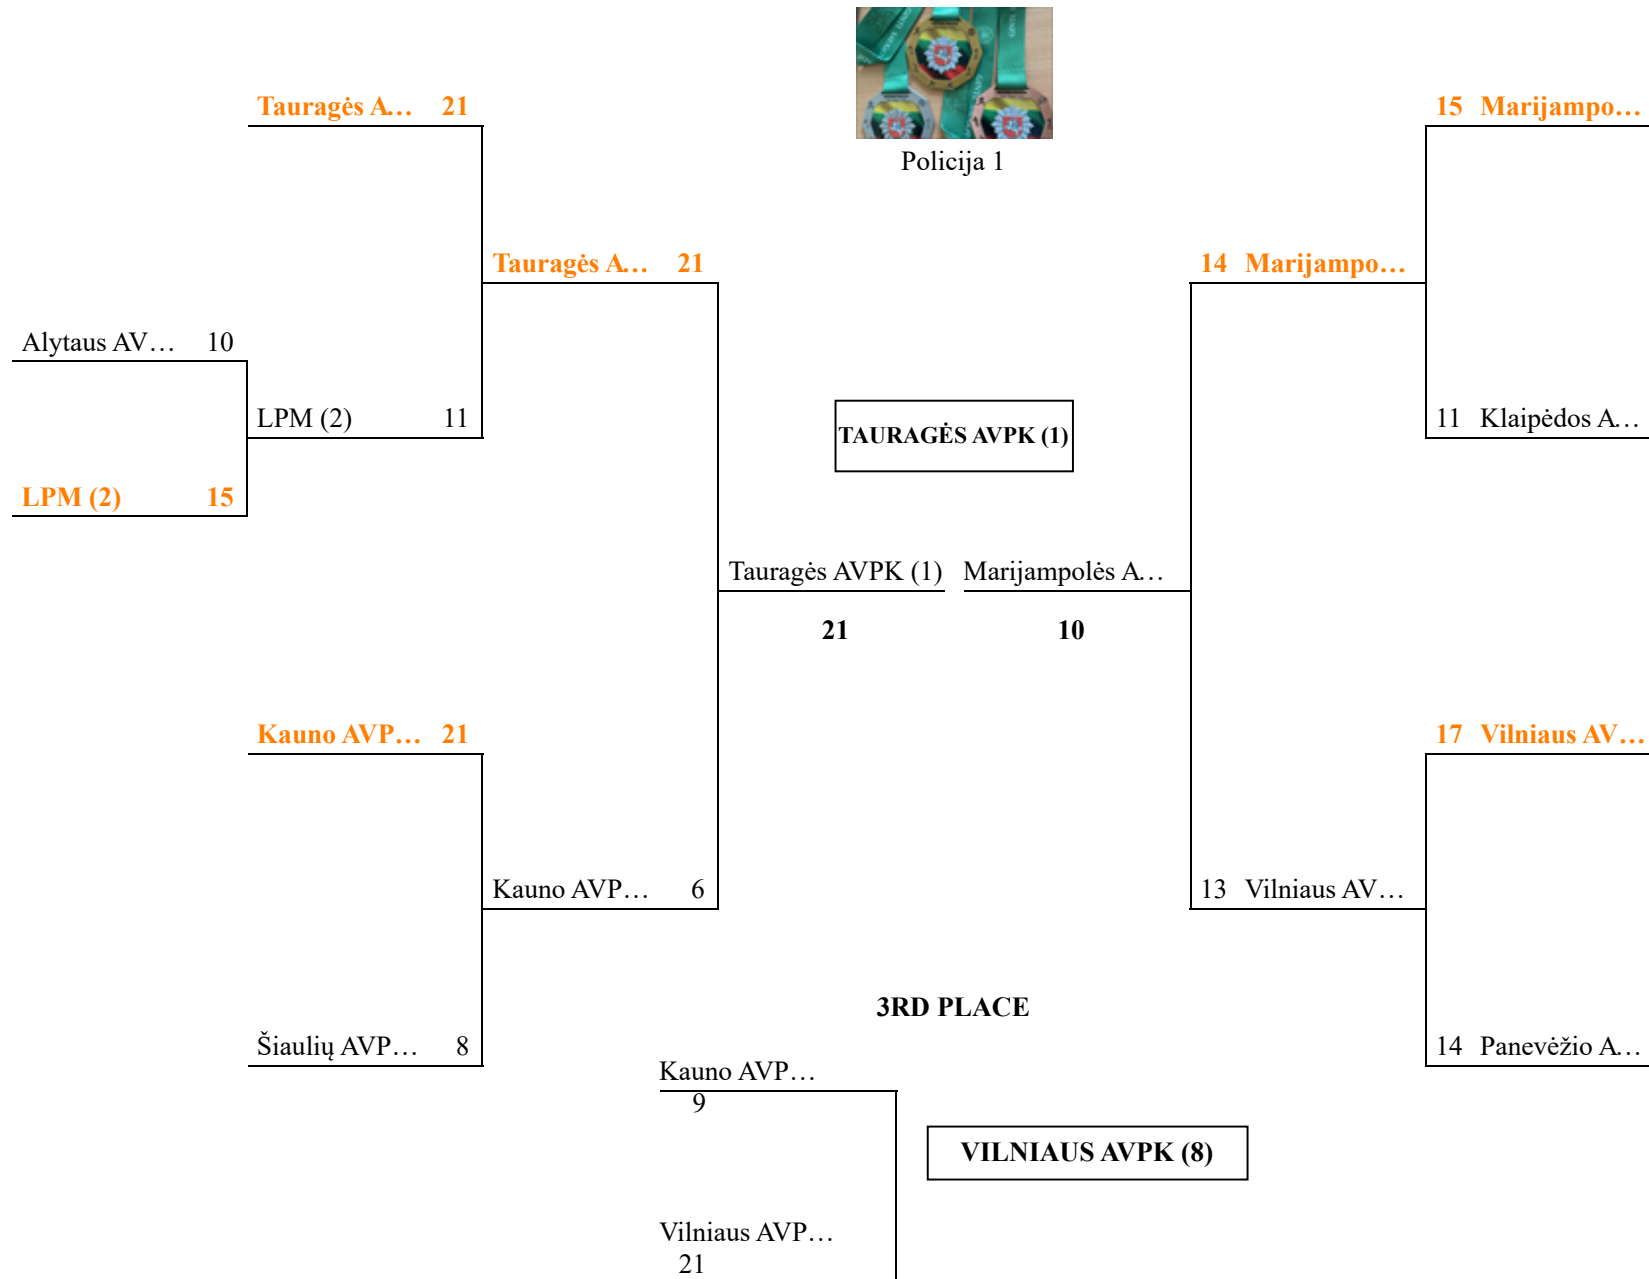 Policija 1
Tauragės A… 21
15 Marijampo…
Tauragės A… 21
14 Marijampo…
Alytaus AV… 10
LPM (2) 11
11 Klaipėdos A…
TAURAGĖS AVPK (1)
LPM (2) 15
Tauragės AVPK (1) Marijampolės A…
21 10
Kauno AVP… 21
17 Vilniaus AV…
Kauno AVP… 6
13 Vilniaus AV…
3RD PLACE
Šiaulių AVP… 8
14 Panevėžio A…
Kauno AVP…
9
VILNIAUS AVPK (8)
Vilniaus AVP…
21